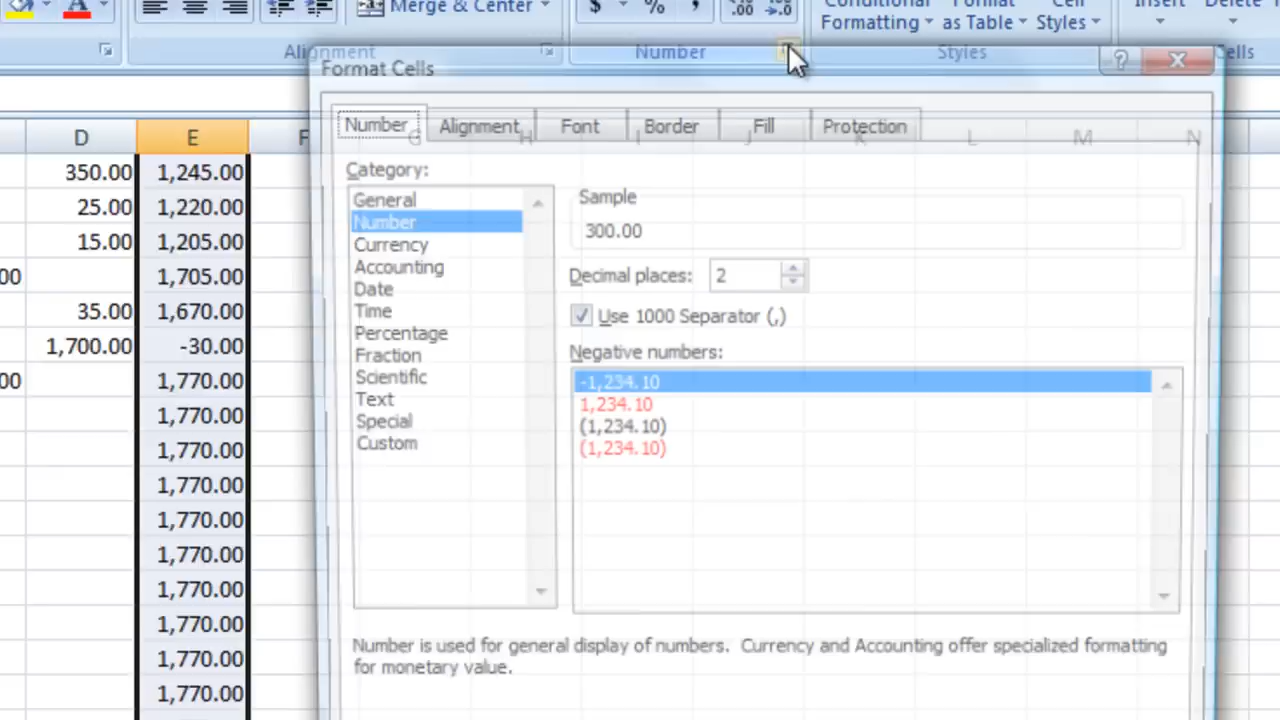 Conditional Format Cell Insert Delete
Merge & Center $ % , .00 .00 Formatting as Table Styles
Alignment Number Styles Cells
Format Cells
Number Alignment Font Border Fill Protection
D E F G H I J K L M N
Category:
General
Number
Currency
Accounting
Date
Time
Percentage
Fraction
Scientific
Text
Special
Custom
Sample
300.00
Decimal places: 2
Use 1000 Separator (,)
Negative numbers:
-1,234.10
1,234.10
(1,234.10)
(1,234.10)
Number is used for general display of numbers. Currency and Accounting offer specialized formatting
for monetary value.
350.00 1,245.00
25.00 1,220.00
15.00 1,205.00
00 1,705.00
35.00 1,670.00
1,700.00 -30.00
00 1,770.00
1,770.00
1,770.00
1,770.00
1,770.00
1,770.00
1,770.00
1,770.00
1,770.00
1,770.00